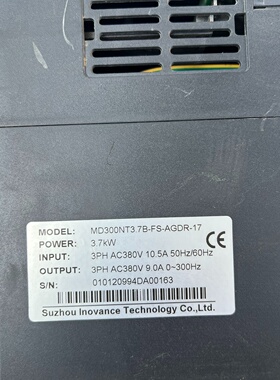 MODEL: MD300NT3.7B-FS-AGDR-17
POWER: 3.7kW
INPUT: 3PH AC380V 10.5A 50Hz/60Hz
OUTPUT: 3PH AC380V 9.0A 0~300Hz
S/N: 010120994DA00163
Suzhou Inovance Technology Co.,Ltd.